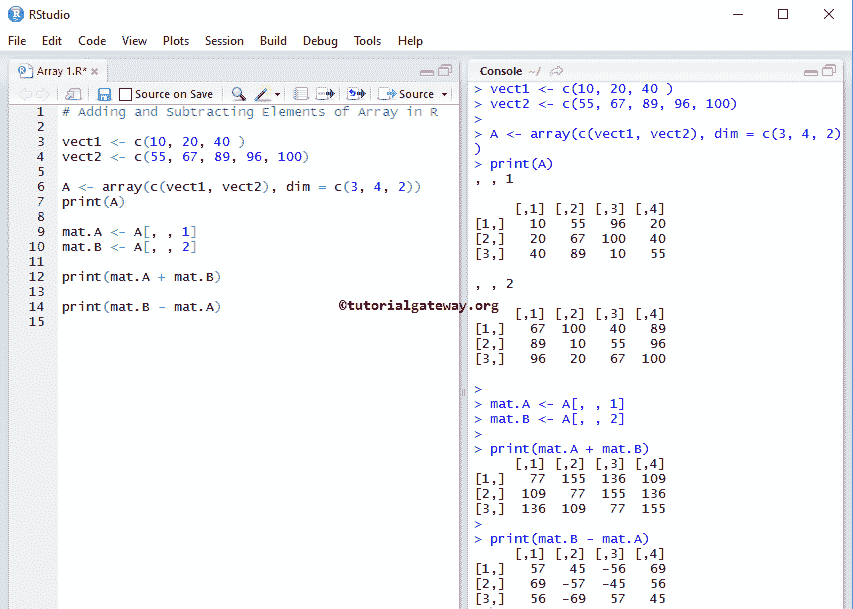 RStudio
File Edit Code View Plots Session Build Debug Tools Help
Array 1.R*
Source on Save
Source
1 # Adding and Subtracting Elements of Array in R
2
3 vect1 <- c(10, 20, 40 )
4 vect2 <- c(55, 67, 89, 96, 100)
5
6 A <- array(c(vect1, vect2), dim = c(3, 4, 2))
7 print(A)
8
9 mat.A <- A[, , 1]
10 mat.B <- A[, , 2]
11
12 print(mat.A + mat.B)
13
14 print(mat.B - mat.A)
15
©tutorialgateway.org
Console ~/
> vect1 <- c(10, 20, 40 )
> vect2 <- c(55, 67, 89, 96, 100)
>
> A <- array(c(vect1, vect2), dim = c(3, 4, 2)
)
> print(A)
, , 1
[,1] [,2] [,3] [,4]
[1,] 10 55 96 20
[2,] 20 67 100 40
[3,] 40 89 10 55
, , 2
[,1] [,2] [,3] [,4]
[1,] 67 100 40 89
[2,] 89 10 55 96
[3,] 96 20 67 100
>
> mat.A <- A[, , 1]
> mat.B <- A[, , 2]
>
> print(mat.A + mat.B)
[,1] [,2] [,3] [,4]
[1,] 77 155 136 109
[2,] 109 77 155 136
[3,] 136 109 77 155
>
> print(mat.B - mat.A)
[,1] [,2] [,3] [,4]
[1,] 57 45 -56 69
[2,] 69 -57 -45 56
[3,] 56 -69 57 45